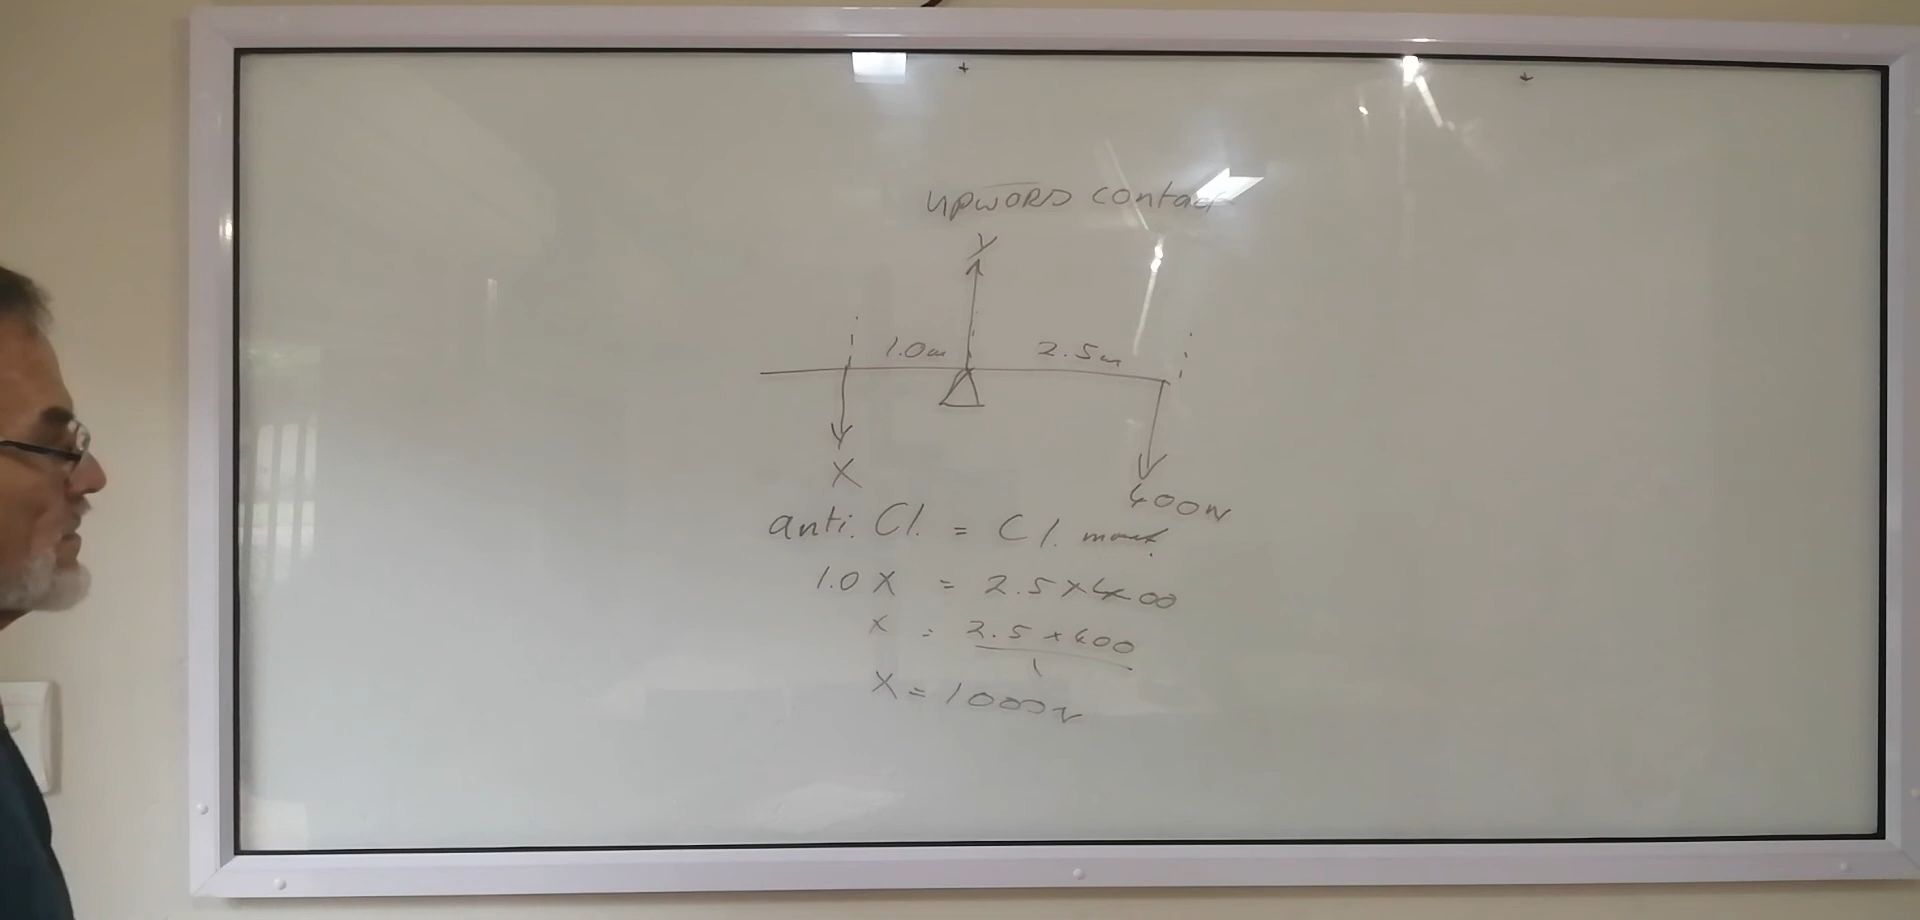 UPWORD contact
Y
1.0m 2.5m
X
400N
anti. Cl. = Cl. momt.
1.0 X = 2.5 x 400
x = 2.5 x 400
1
X = 1000N